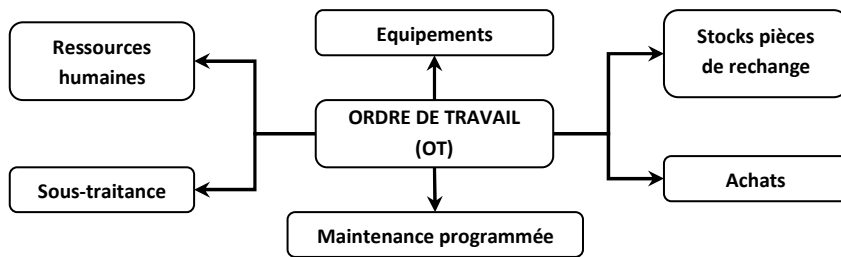 Ressources
humaines
Equipements
Stocks pièces
de rechange
ORDRE DE TRAVAIL
(OT)
Sous-traitance
Achats
Maintenance programmée